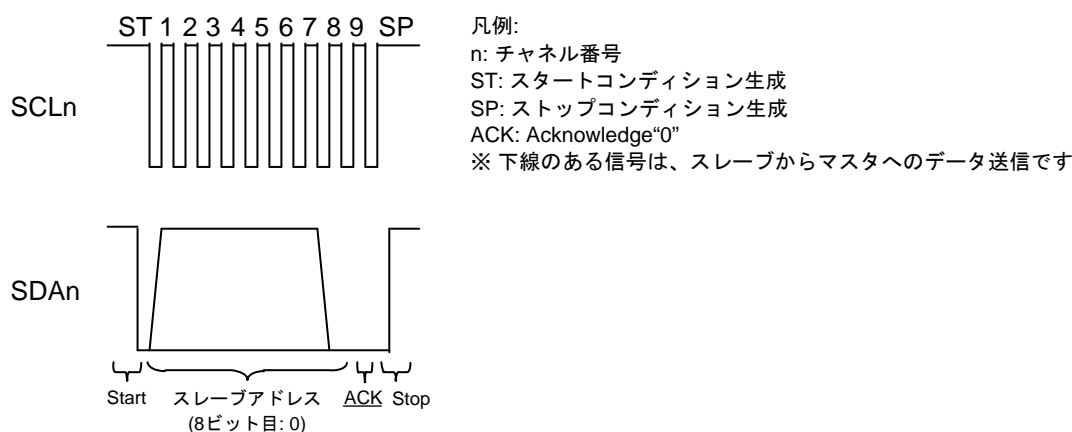 ST 1 2 3 4 5 6 7 8 9 SP
SCLn
凡例:
n: チャネル番号
ST: スタートコンディション生成
SP: ストップコンディション生成
ACK: Acknowledge“0”
※ 下線のある信号は、スレーブからマスタへのデータ送信です
SDAn
Start スレーブアドレス ACK Stop
(8ビット目: 0)